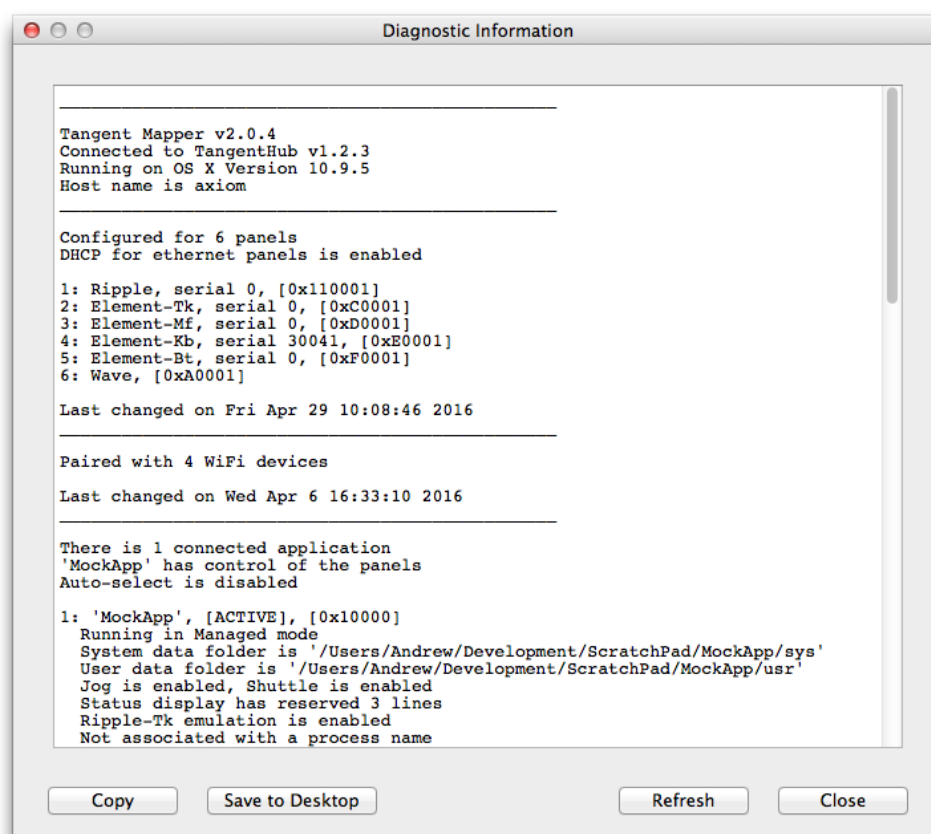 Diagnostic Information
Tangent Mapper v2.0.4
Connected to TangentHub v1.2.3
Running on OS X Version 10.9.5
Host name is axiom
Configured for 6 panels
DHCP for ethernet panels is enabled
1: Ripple, serial 0, [0x110001]
2: Element-Tk, serial 0, [0xC0001]
3: Element-Mf, serial 0, [0xD0001]
4: Element-Kb, serial 30041, [0xE0001]
5: Element-Bt, serial 0, [0xF0001]
6: Wave, [0xA0001]
Last changed on Fri Apr 29 10:08:46 2016
Paired with 4 WiFi devices
Last changed on Wed Apr 6 16:33:10 2016
There is 1 connected application
'MockApp' has control of the panels
Auto-select is disabled
1: 'MockApp', [ACTIVE], [0x10000]
Running in Managed mode
System data folder is '/Users/Andrew/Development/ScratchPad/MockApp/sys'
User data folder is '/Users/Andrew/Development/ScratchPad/MockApp/usr'
Jog is enabled, Shuttle is enabled
Status display has reserved 3 lines
Ripple-Tk emulation is enabled
Not associated with a process name
Copy Save to Desktop Refresh Close